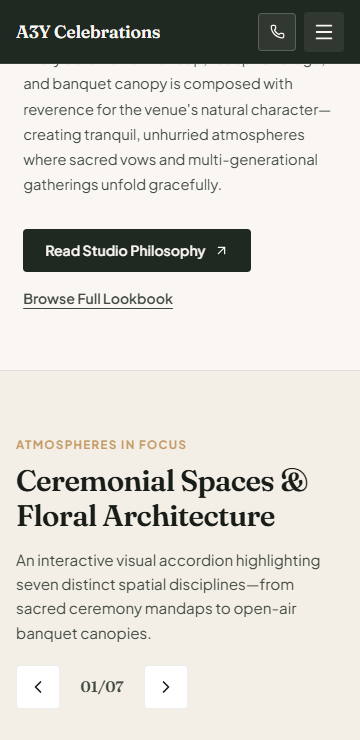 A3Y Celebrations
and banquet canopy is composed with
reverence for the venue's natural character—
creating tranquil, unhurried atmospheres
where sacred vows and multi-generational
gatherings unfold gracefully.
Read Studio Philosophy
Browse Full Lookbook
ATMOSPHERES IN FOCUS
Ceremonial Spaces &
Floral Architecture
An interactive visual accordion highlighting
seven distinct spatial disciplines—from
sacred ceremony mandaps to open-air
banquet canopies.
01/07